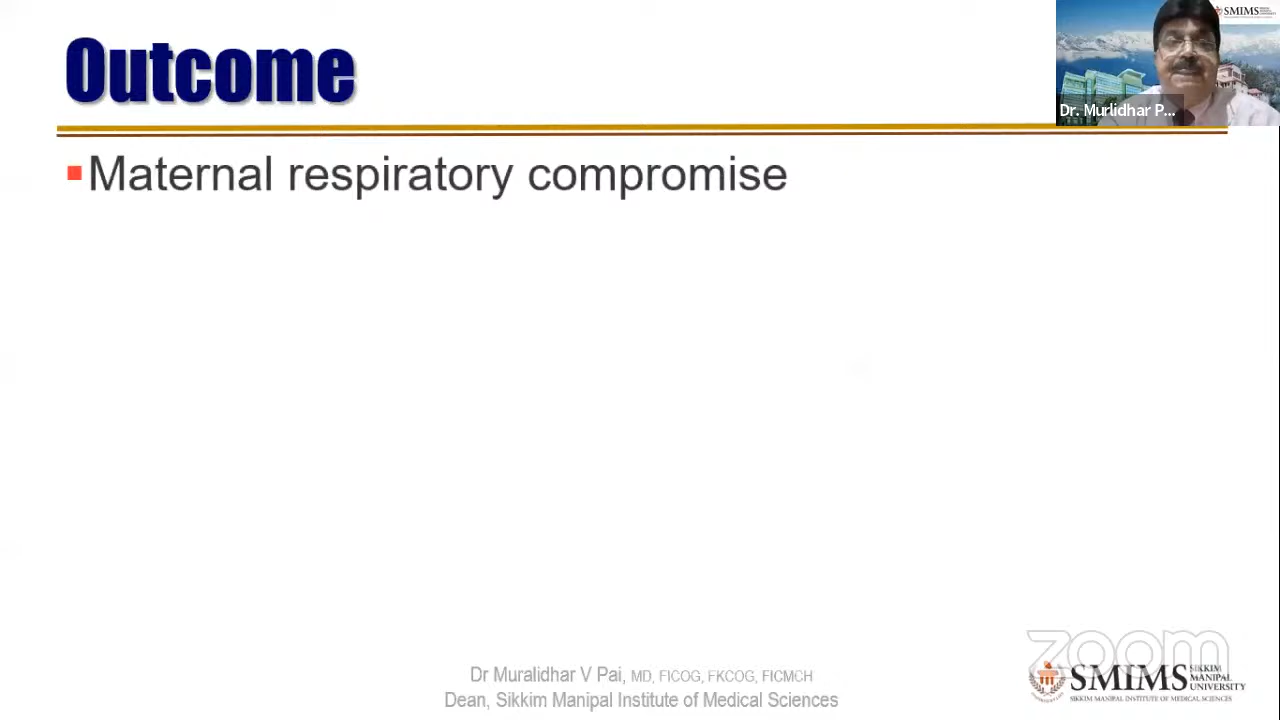 SMIMS
Outcome
Dr. Murlidhar P...
Maternal respiratory compromise
zoom
Dr Muralidhar V Pai, MD, FICOG, FKCOG, FICMCH
Dean, Sikkim Manipal Institute of Medical Sciences
SMIMS SIKKIM MANIPAL UNIVERSITY
SIKKIM MANIPAL INSTITUTE OF MEDICAL SCIENCES